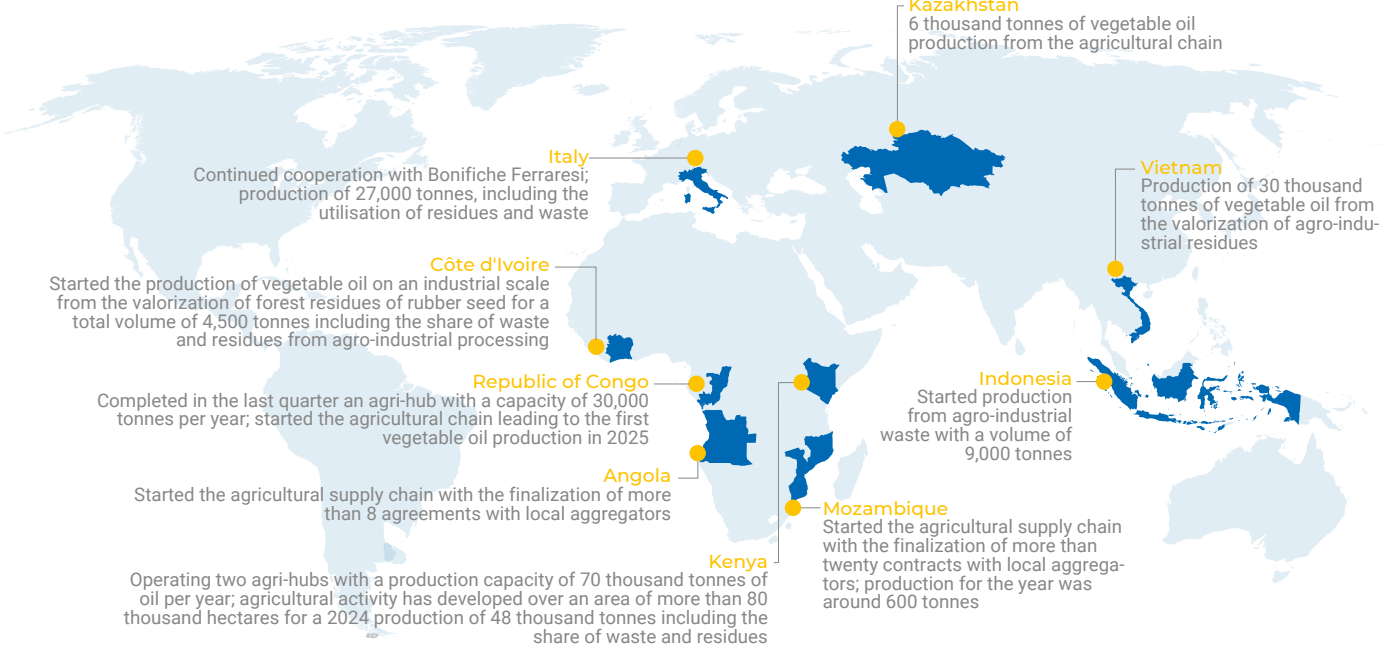 Kazakhstan
6 thousand tonnes of vegetable oil
production from the agricultural chain
Italy
Continued cooperation with Bonifiche Ferraresi;
production of 27,000 tonnes, including the
utilisation of residues and waste
Vietnam
Production of 30 thousand
tonnes of vegetable oil from
the valorization of agro-indu-
strial residues
Côte d'Ivoire
Started the production of vegetable oil on an industrial scale
from the valorization of forest residues of rubber seed for a
total volume of 4,500 tonnes including the share of waste
and residues from agro-industrial processing
Republic of Congo
Completed in the last quarter an agri-hub with a capacity of 30,000
tonnes per year; started the agricultural chain leading to the first
vegetable oil production in 2025
Indonesia
Started production
from agro-industrial
waste with a volume of
9,000 tonnes
Angola
Started the agricultural supply chain with the finalization of more
than 8 agreements with local aggregators
Mozambique
Started the agricultural supply chain
with the finalization of more than
twenty contracts with local aggrega-
tors; production for the year was
around 600 tonnes
Kenya
Operating two agri-hubs with a production capacity of 70 thousand tonnes of
oil per year; agricultural activity has developed over an area of more than 80
thousand hectares for a 2024 production of 48 thousand tonnes including the
share of waste and residues